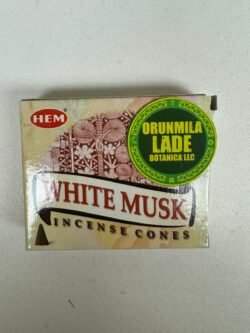 HEM
ORUNMILA
LADE
BOTANICA LLC
WHITE MUSK
INCENSE CONES